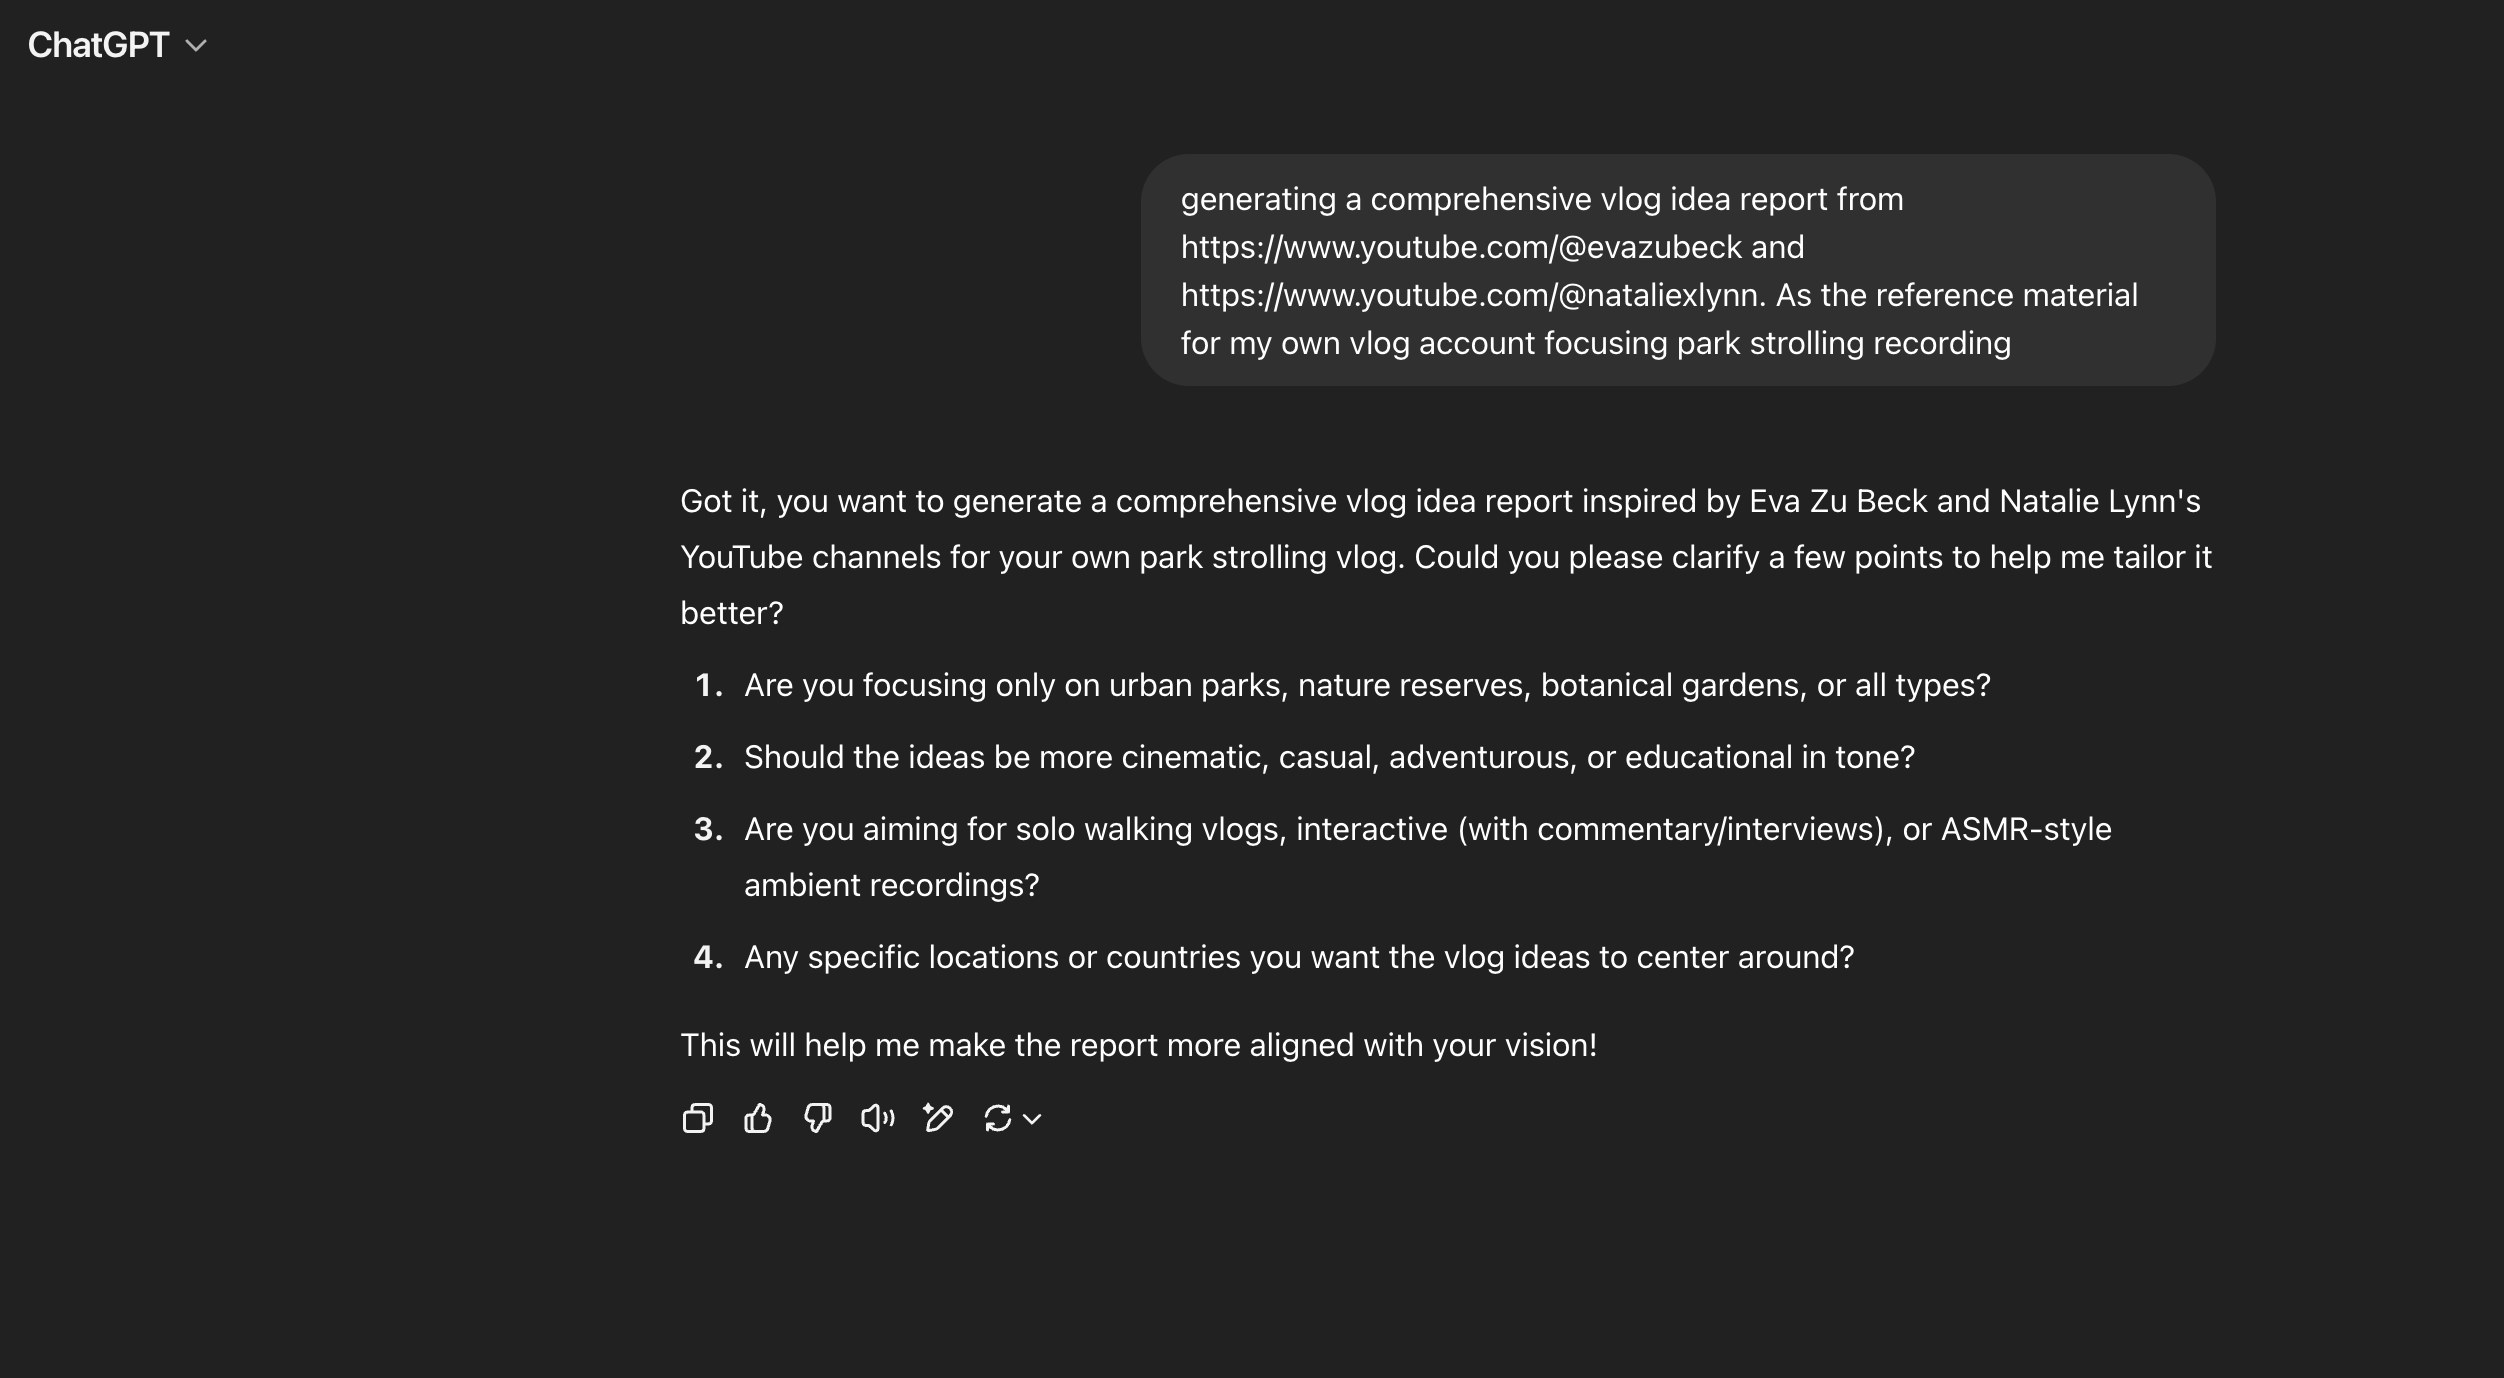 ChatGPT
generating a comprehensive vlog idea report from
https://www.youtube.com/@evazubeck and
https://www.youtube.com/@nataliexlynn. As the reference material
for my own vlog account focusing park strolling recording
Got it, you want to generate a comprehensive vlog idea report inspired by Eva Zu Beck and Natalie Lynn's
YouTube channels for your own park strolling vlog. Could you please clarify a few points to help me tailor it
better?
1. Are you focusing only on urban parks, nature reserves, botanical gardens, or all types?
2. Should the ideas be more cinematic, casual, adventurous, or educational in tone?
3. Are you aiming for solo walking vlogs, interactive (with commentary/interviews), or ASMR-style
ambient recordings?
4. Any specific locations or countries you want the vlog ideas to center around?
This will help me make the report more aligned with your vision!